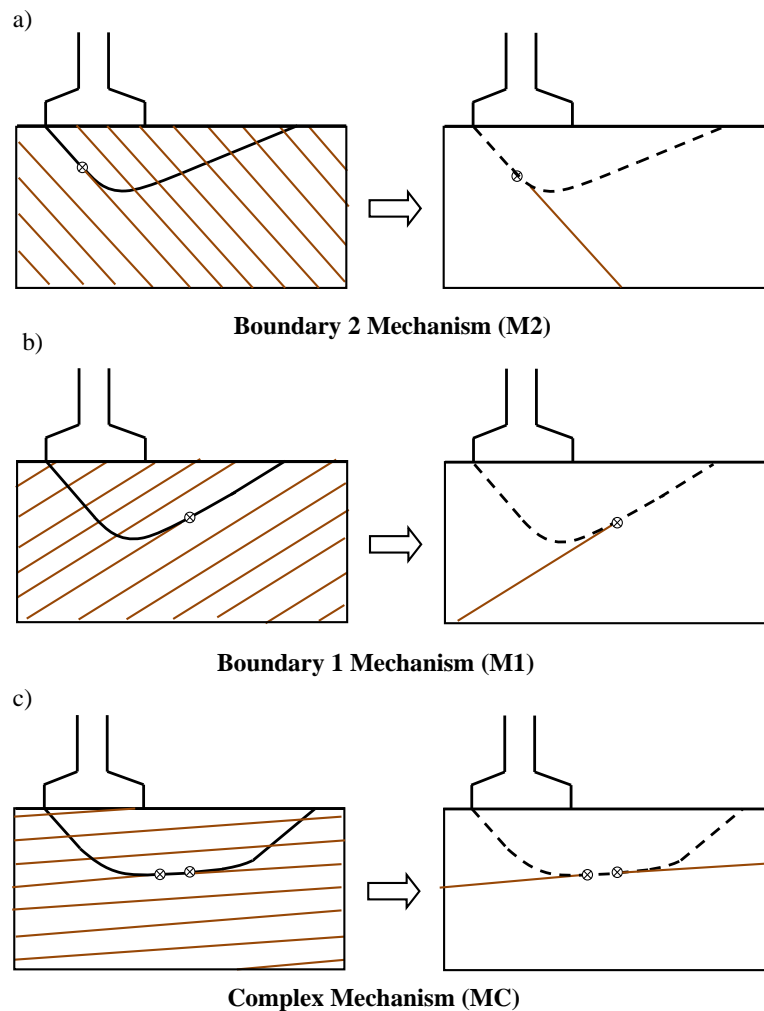 a)
Boundary 2 Mechanism (M2)
b)
Boundary 1 Mechanism (M1)
c)
Complex Mechanism (MC)